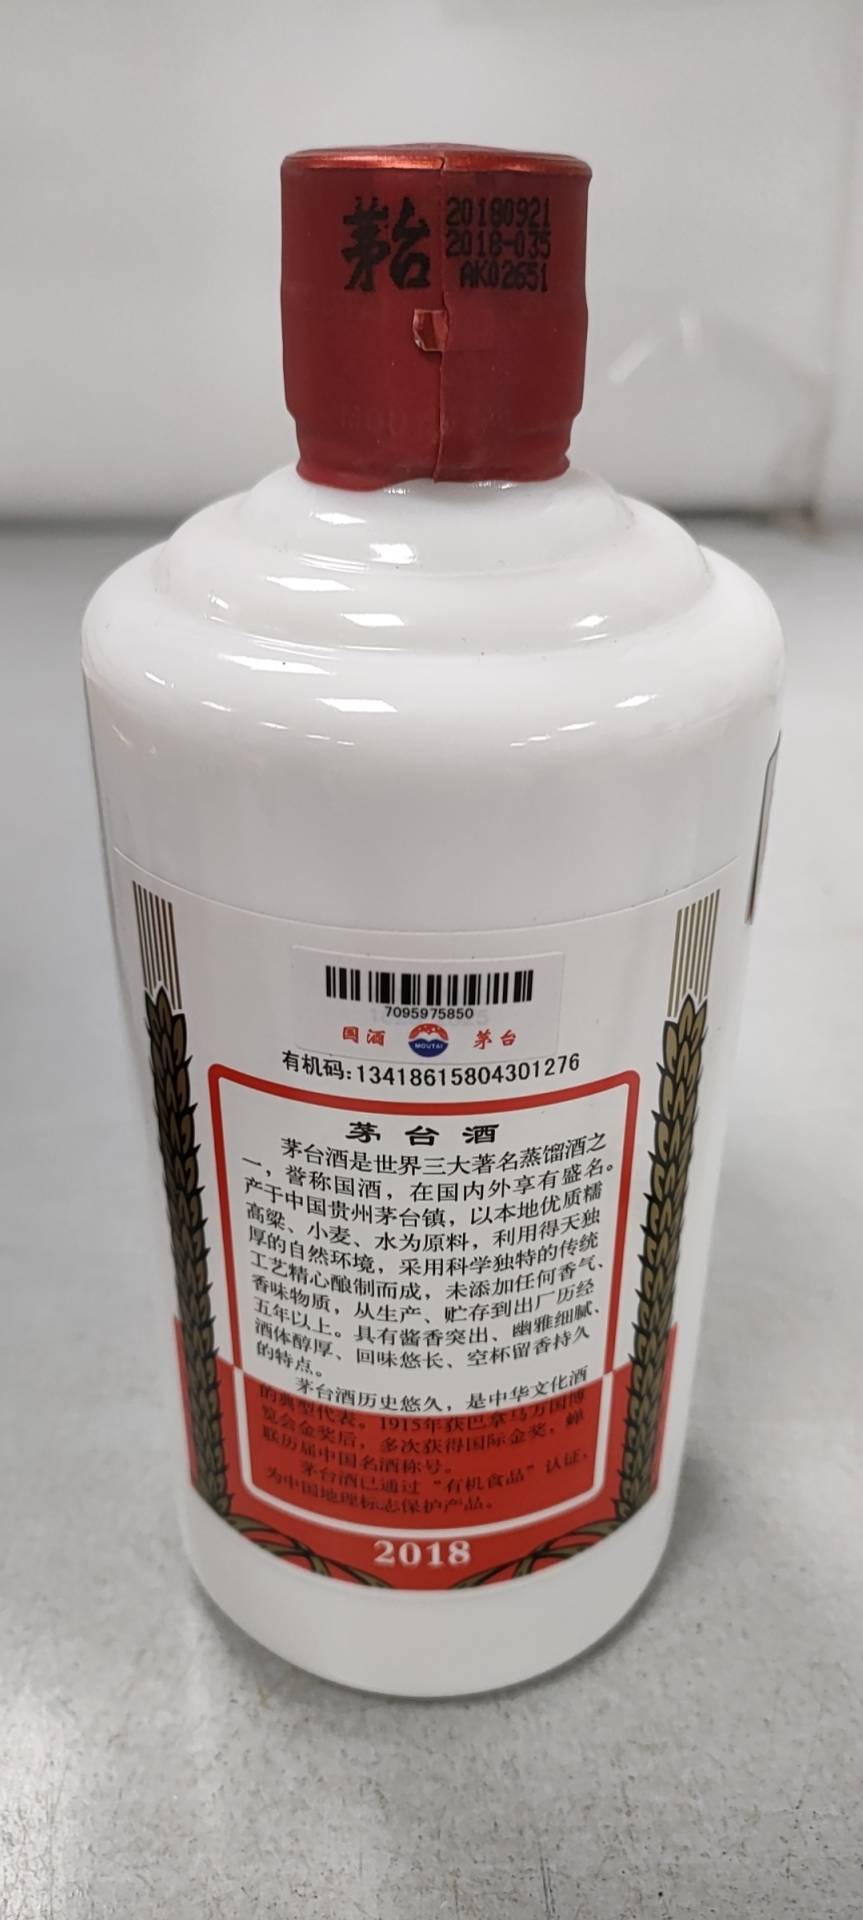 茅台
20180921
2018-035
AK02651
7095975850
国酒 MOUTAI 茅台
有机码:13418615804301276
茅台酒
茅台酒是世界三大著名蒸馏酒之
一，誉称国酒，在国内外享有盛名。
产于中国贵州茅台镇，以本地优质糯
高粱、小麦、水为原料，利用得天独
厚的自然环境，采用科学独特的传统
工艺精心酿制而成，未添加任何香气、
香味物质，从生产、贮存到出厂历经
五年以上。具有酱香突出、幽雅细腻、
酒体醇厚、回味悠长、空杯留香持久
的特点。
茅台酒历史悠久，是中华文化酒
的典型代表。1915年获巴拿马万国博
览会金奖后，多次获得国际金奖，蝉
联历届中国名酒称号。
茅台酒已通过“有机食品”认证，
为中国地理标志保护产品。
2018